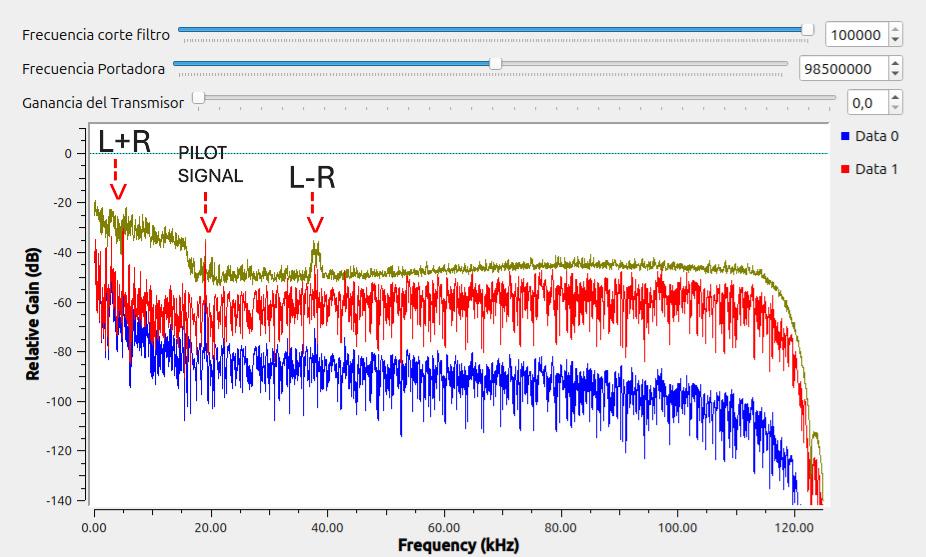 Frecuencia corte filtro 100000
Frecuencia Portadora 98500000
Ganancia del Transmisor 0,0
L+R
PILOT
SIGNAL
L-R
Data 0
Data 1
Relative Gain (dB)
0
-20
-40
-60
-80
-100
-120
-140
0.00 20.00 40.00 60.00 80.00 100.00 120.00
Frequency (kHz)